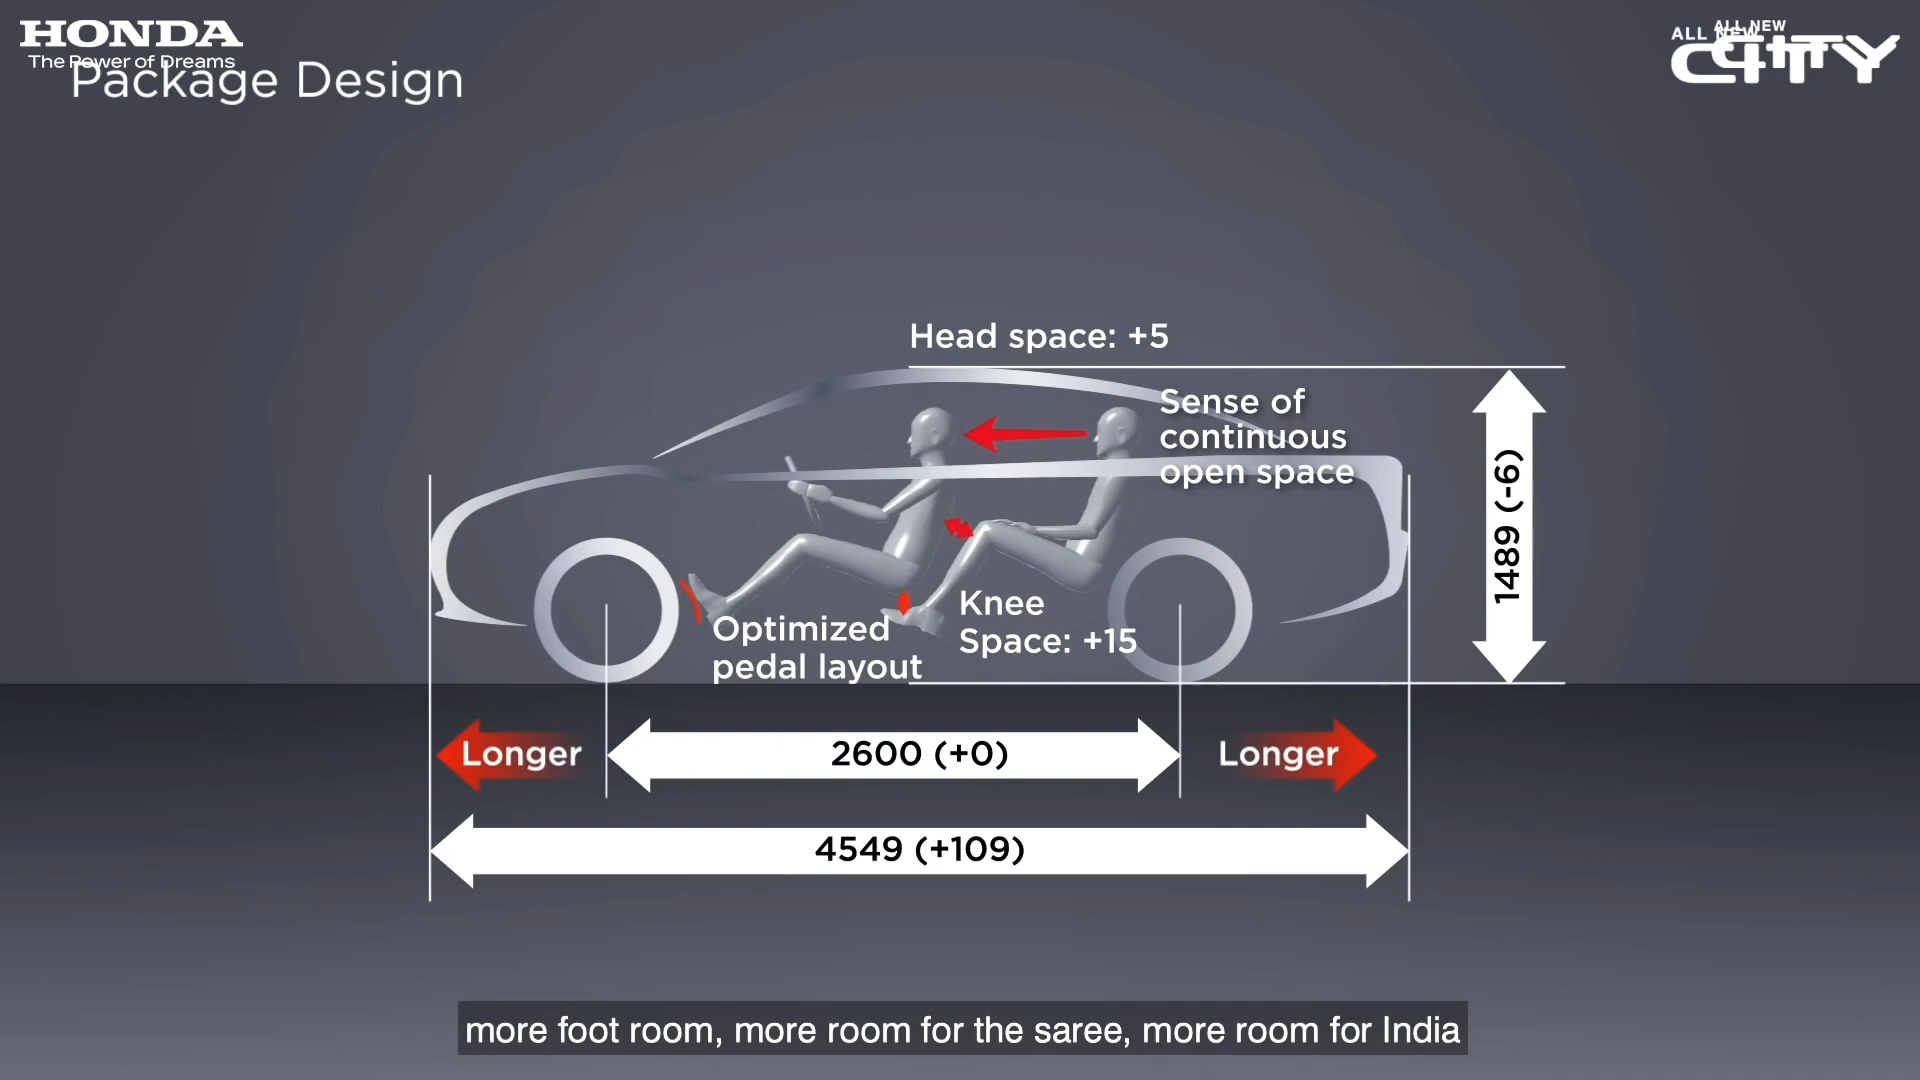 HONDA
The Power of Dreams
Package Design
ALL NEW
ALL NEW
CITY
Head space: +5
Sense of
continuous
open space
1489 (-6)
Knee
Space: +15
Optimized
pedal layout
Longer
2600 (+0)
Longer
4549 (+109)
more foot room, more room for the saree, more room for India